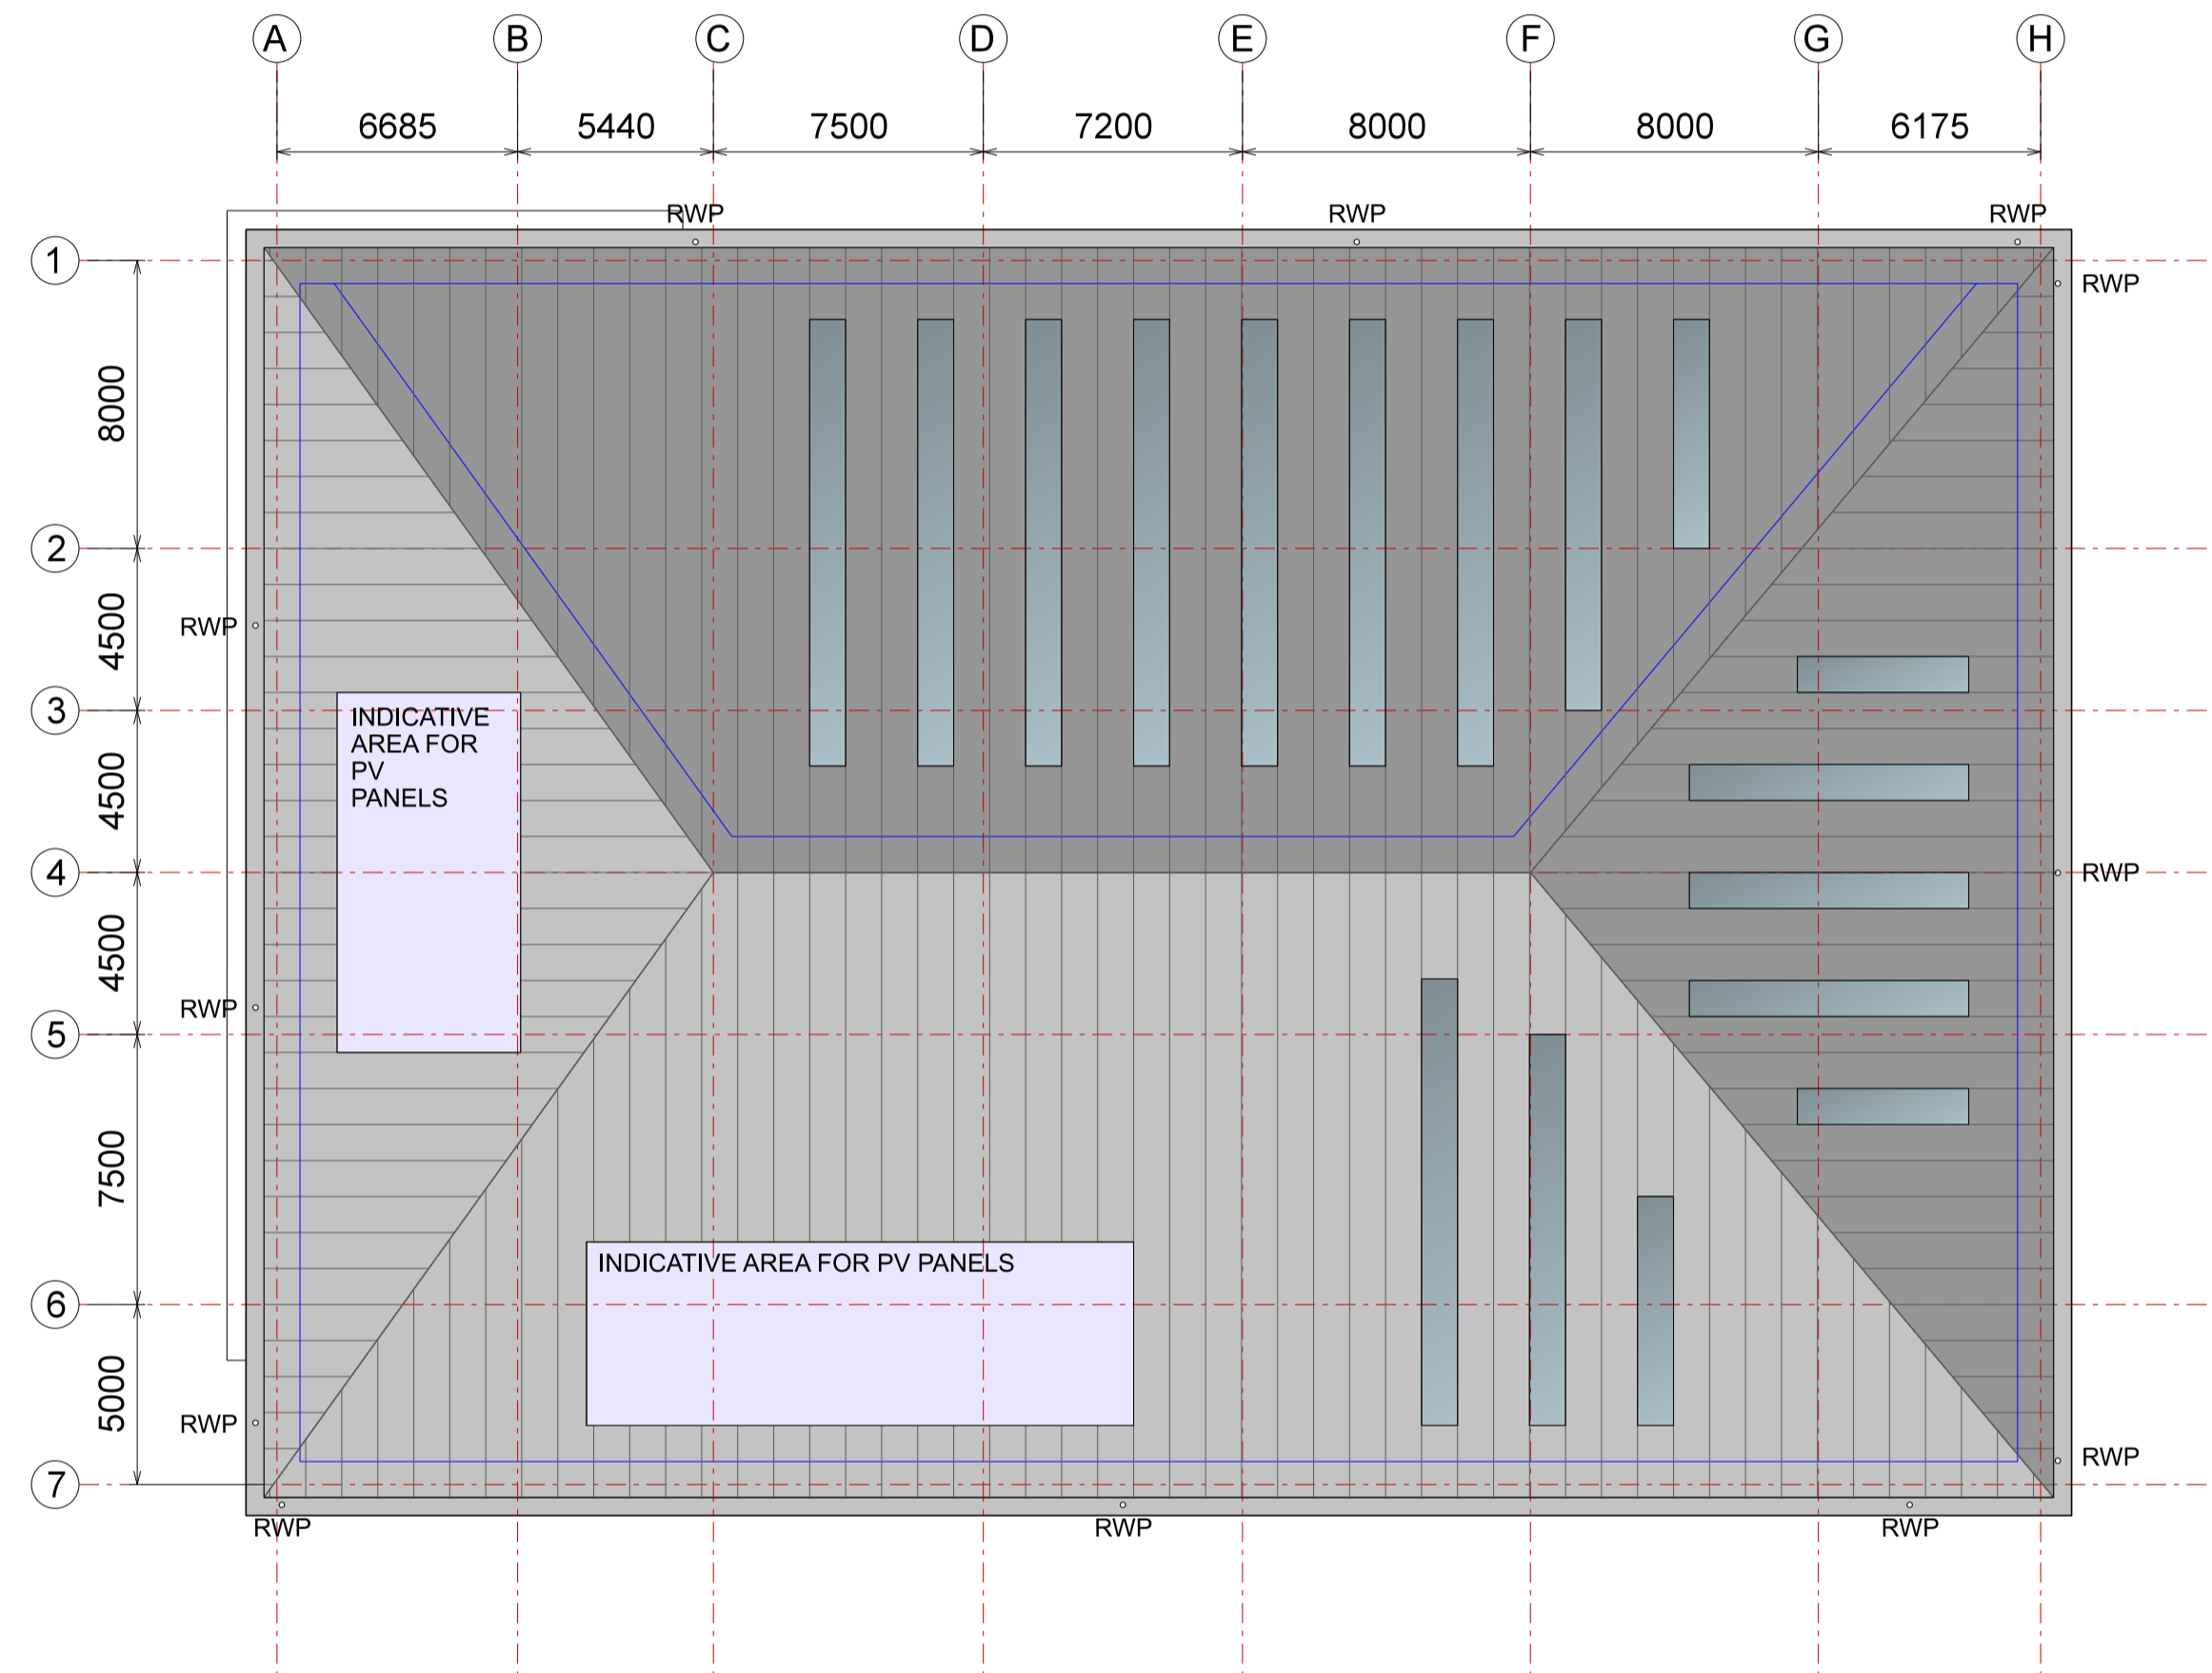 A B C D E F G H
6685 5440 7500 7200 8000 8000 6175
RWP RWP RWP
1
RWP
8000
2
4500
RWP
3
INDICATIVE
AREA FOR
PV
PANELS
4500
4
RWP
4500
RWP
5
7500
INDICATIVE AREA FOR PV PANELS
6
5000
RWP
RWP
7
RWP RWP RWP